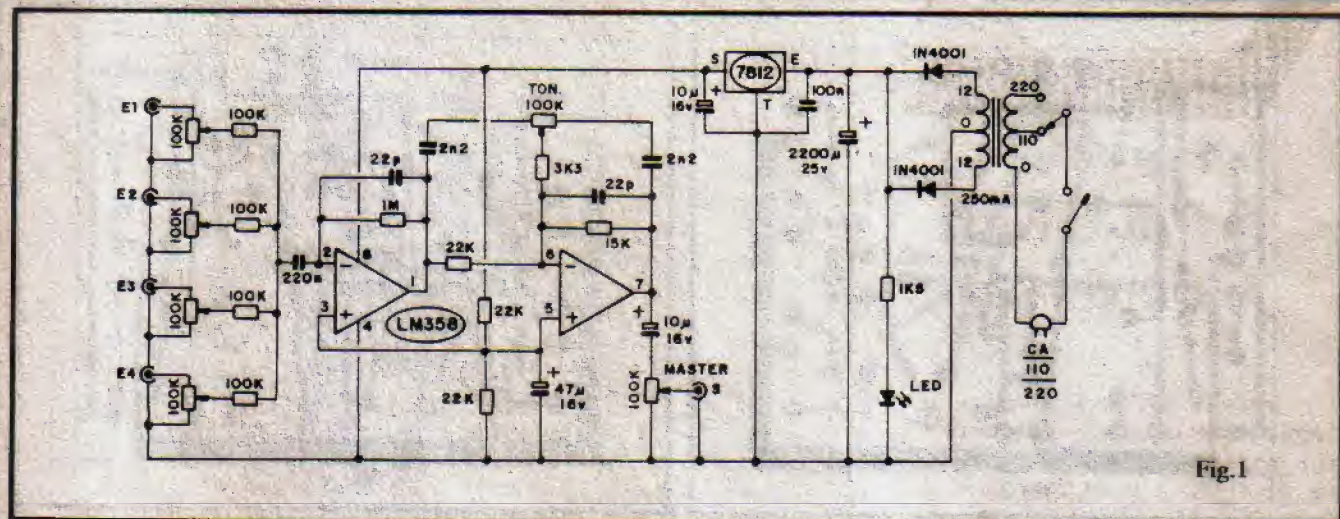 E1
100K
100K
E2
100K
100K
E3
100K
100K
E4
100K
100K
220n
22p
1M
2
-
3
+
8
4
1
LM358
2n2
22K
22K
22K
47µ
16v
+
TON.
100K
3K3
22p
15K
2n2
6
-
5
+
7
+
10µ
16v
MASTER
100K
S
S
7812
E
T
10µ
16v
+
100n
2200µ
25v
+
1N4001
1N4001
12
0
12
250mA
220
110
0
1K5
LED
CA
110
220
Fig.1